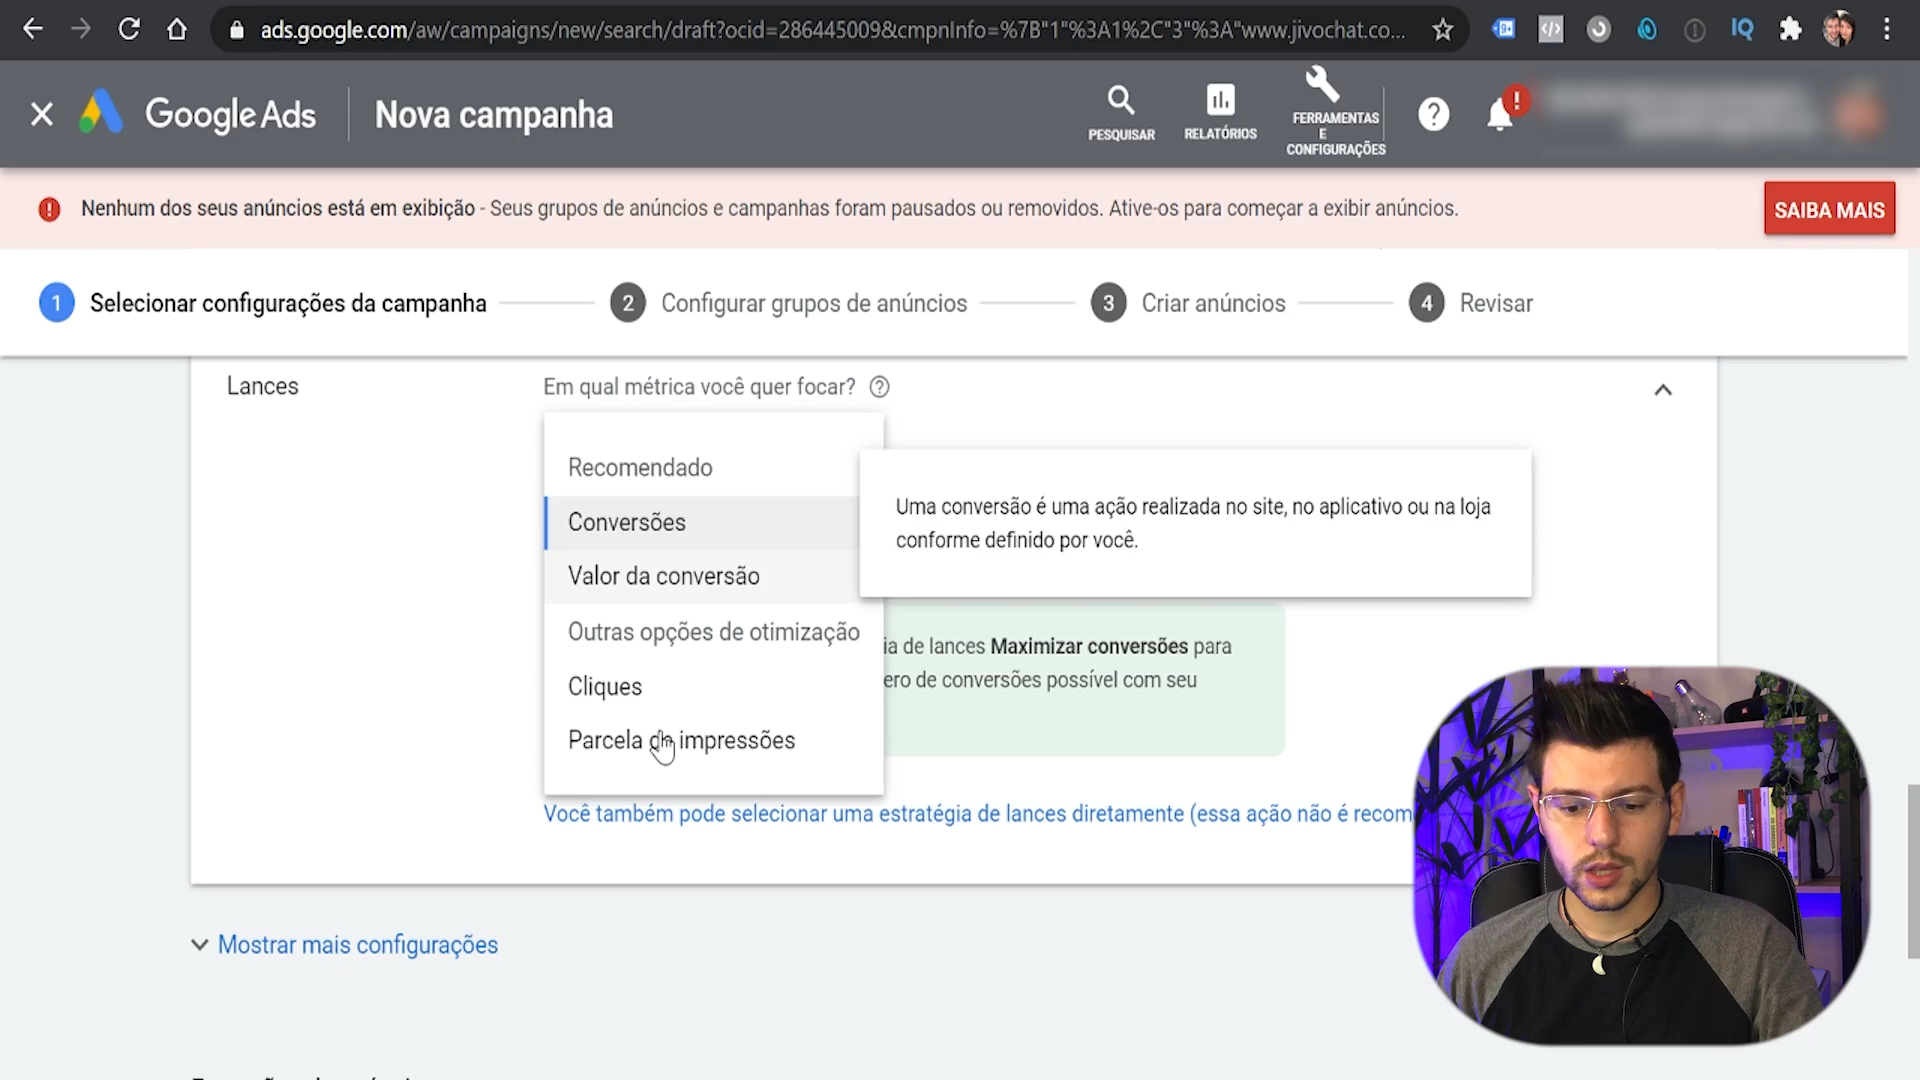 ads.google.com/aw/campaigns/new/search/draft?ocid=286445009&cmpnInfo=%7B"1"%3A1%2C"3"%3A"www.jivochat.co...
Google Ads
Nova campanha
PESQUISAR
RELATÓRIOS
FERRAMENTAS
E
CONFIGURAÇÕES
Nenhum dos seus anúncios está em exibição - Seus grupos de anúncios e campanhas foram pausados ou removidos. Ative-os para começar a exibir anúncios.
SAIBA MAIS
1 Selecionar configurações da campanha
2 Configurar grupos de anúncios
3 Criar anúncios
4 Revisar
Lances
Em qual métrica você quer focar?
Recomendado
Conversões
Valor da conversão
Outras opções de otimização
Cliques
Parcela de impressões
Uma conversão é uma ação realizada no site, no aplicativo ou na loja
conforme definido por você.
ia de lances Maximizar conversões para
ero de conversões possível com seu
Você também pode selecionar uma estratégia de lances diretamente (essa ação não é recom
Mostrar mais configurações